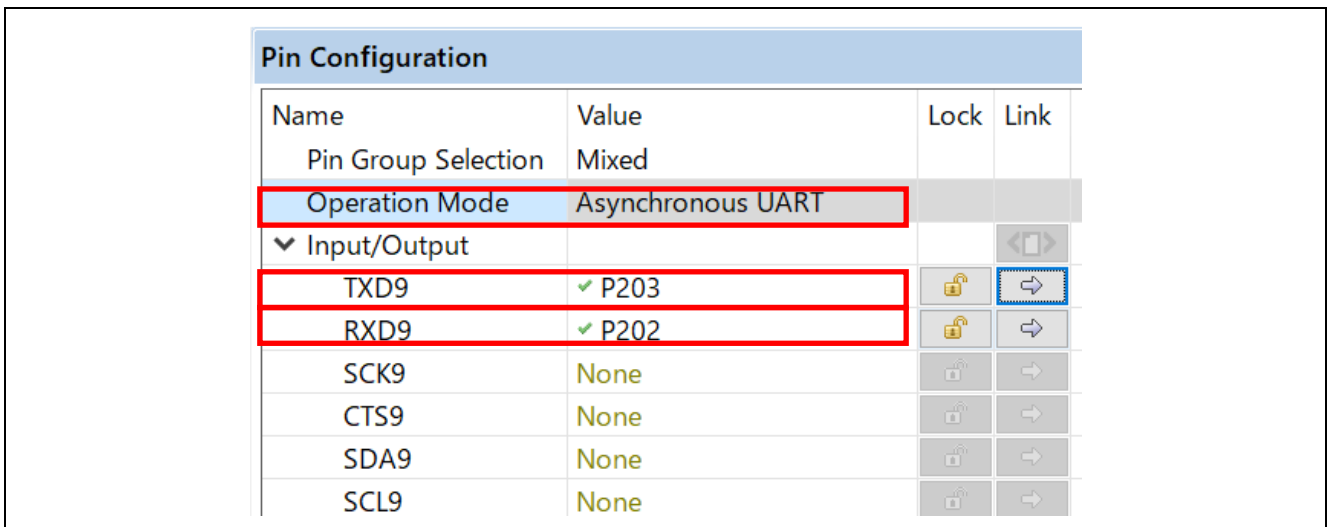 Pin Configuration
Name Value Lock Link
Pin Group Selection Mixed
Operation Mode Asynchronous UART
Input/Output
TXD9 P203
RXD9 P202
SCK9 None
CTS9 None
SDA9 None
SCL9 None